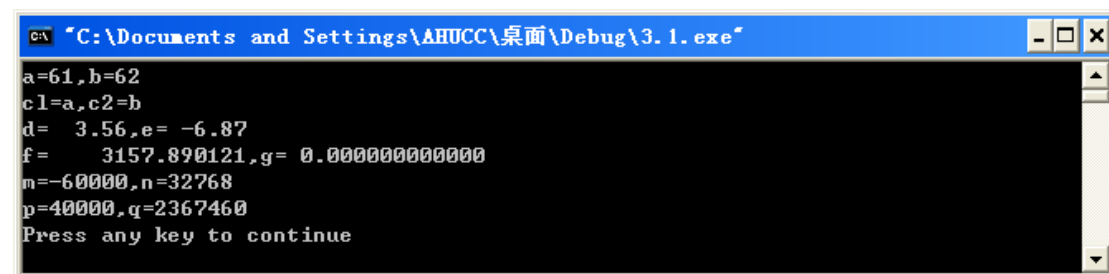 "C:\Documents and Settings\AHUCC\桌面\Debug\3.1.exe"
a=61,b=62
c1=a,c2=b
d=  3.56,e= -6.87
f=     3157.890121,g= 0.000000000000
m=-60000,n=32768
p=40000,q=2367460
Press any key to continue